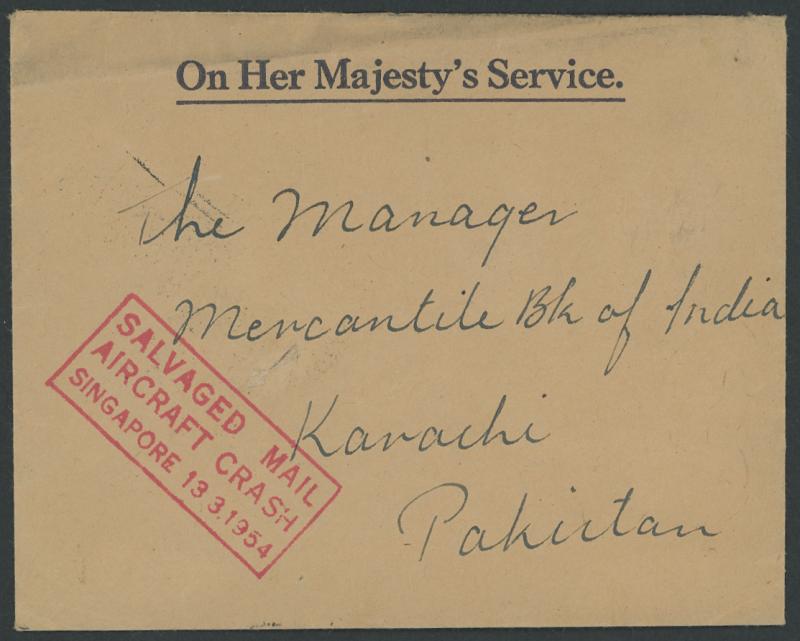 On Her Majesty's Service.
The Manager
Mercantile Bk of India
Karachi
Pakistan
SALVAGED MAIL
AIRCRAFT CRASH
SINGAPORE 13.3.1954